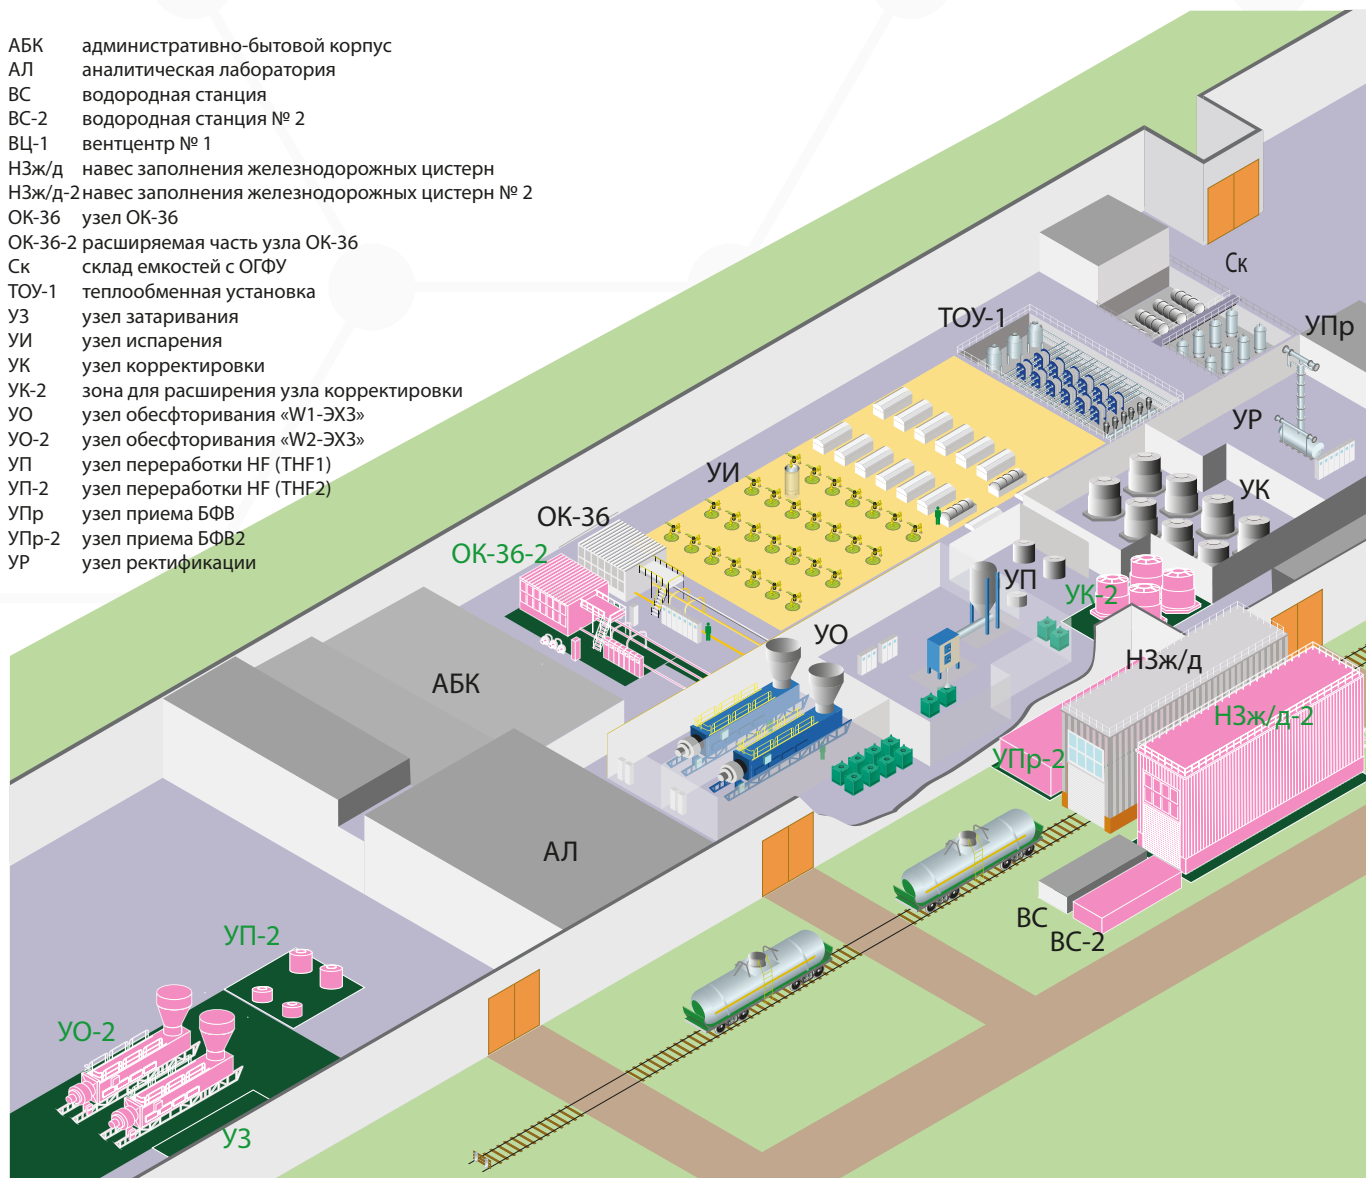 АБК административно-бытовой корпус
АЛ аналитическая лаборатория
ВС водородная станция
ВС-2 водородная станция № 2
ВЦ-1 вентцентр № 1
НЗж/д навес заполнения железнодорожных цистерн
НЗж/д-2 навес заполнения железнодорожных цистерн № 2
ОК-36 узел ОК-36
ОК-36-2 расширяемая часть узла ОК-36
Ск склад емкостей с ОГФУ
ТОУ-1 теплообменная установка
УЗ узел затаривания
УИ узел испарения
УК узел корректировки
УК-2 зона для расширения узла корректировки
УО узел обесфторивания «W1-ЭХЗ»
УО-2 узел обесфторивания «W2-ЭХЗ»
УП узел переработки HF (THF1)
УП-2 узел переработки HF (THF2)
УПр узел приема БФВ
УПр-2 узел приема БФВ2
УР узел ректификации
Ск
ТОУ-1
УПр
УР
УИ
УК
ОК-36
ОК-36-2
УП
УК-2
УО
НЗж/д
АБК
НЗж/д-2
УПр-2
АЛ
ВС
ВС-2
УП-2
УО-2
УЗ